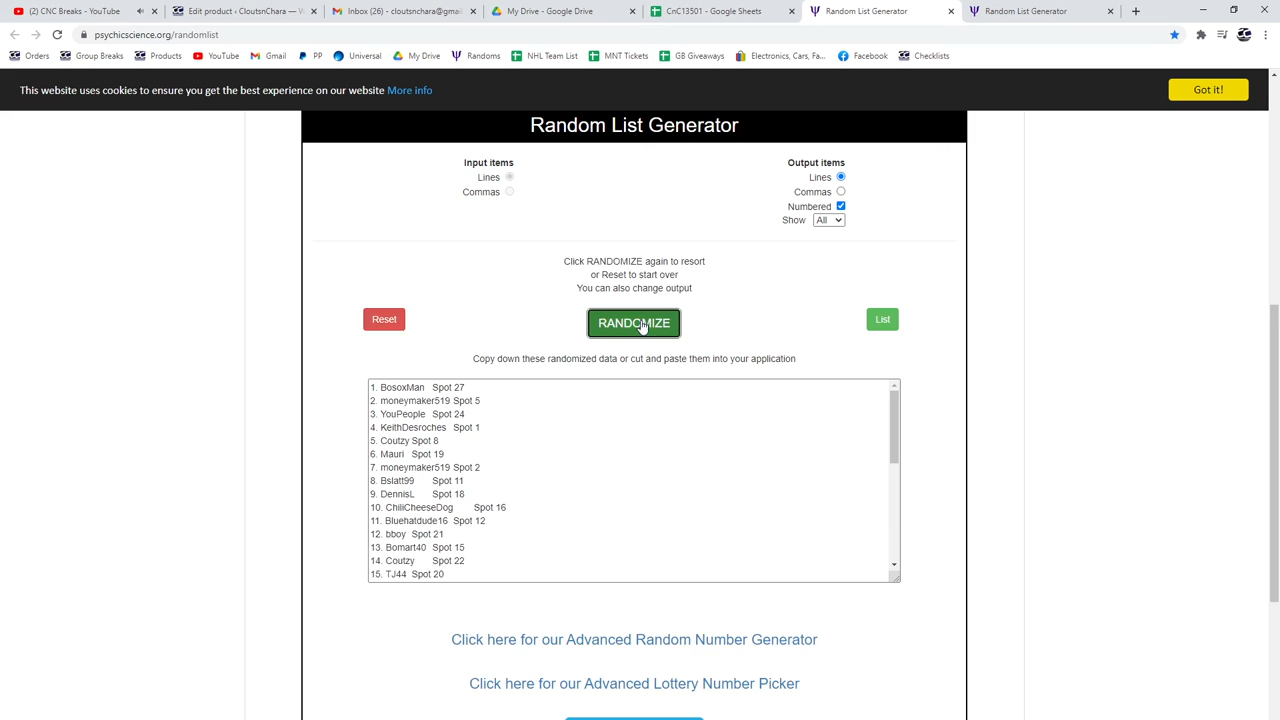 (2) CNC Breaks - YouTube
Edit product ‹ CloutsnChara — W
Inbox (26) - cloutsnchara@gmai
My Drive - Google Drive
CnC13501 - Google Sheets
Random List Generator
Random List Generator
psychicscience.org/randomlist
Orders
Group Breaks
Products
YouTube
Gmail
PP
Universal
My Drive
Randoms
NHL Team List
MNT Tickets
GB Giveaways
Electronics, Cars, Fa...
Facebook
Checklists
This website uses cookies to ensure you get the best experience on our website More info
Got it!
Random List Generator
Input items
Lines
Commas
Output items
Lines
Commas
Numbered
Show All
Click RANDOMIZE again to resort
or Reset to start over
You can also change output
Reset
RANDOMIZE
List
Copy down these randomized data or cut and paste them into your application
1. BosoxMan Spot 27
2. moneymaker519 Spot 5
3. YouPeople Spot 24
4. KeithDesroches Spot 1
5. Coutzy Spot 8
6. Mauri Spot 19
7. moneymaker519 Spot 2
8. Bslatt99 Spot 11
9. DennisL Spot 18
10. ChiliCheeseDog Spot 16
11. Bluehatdude16 Spot 12
12. bboy Spot 21
13. Bomart40 Spot 15
14. Coutzy Spot 22
15. TJ44 Spot 20
Click here for our Advanced Random Number Generator
Click here for our Advanced Lottery Number Picker